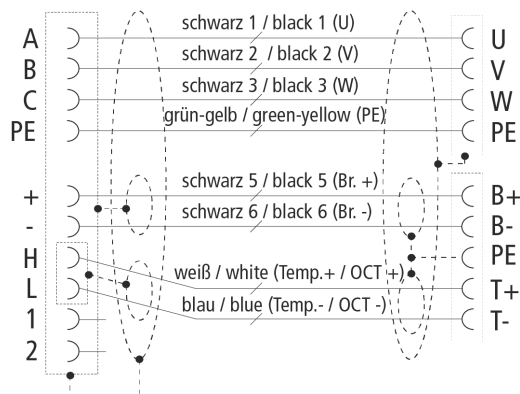 A schwarz 1 / black 1 (U) U
B schwarz 2 / black 2 (V) V
C schwarz 3 / black 3 (W) W
PE grün-gelb / green-yellow (PE) PE
+ schwarz 5 / black 5 (Br. +) B+
- schwarz 6 / black 6 (Br. -) B-
H PE
weiß / white (Temp.+ / OCT +)
L T+
blau / blue (Temp.- / OCT -)
1 T-
2